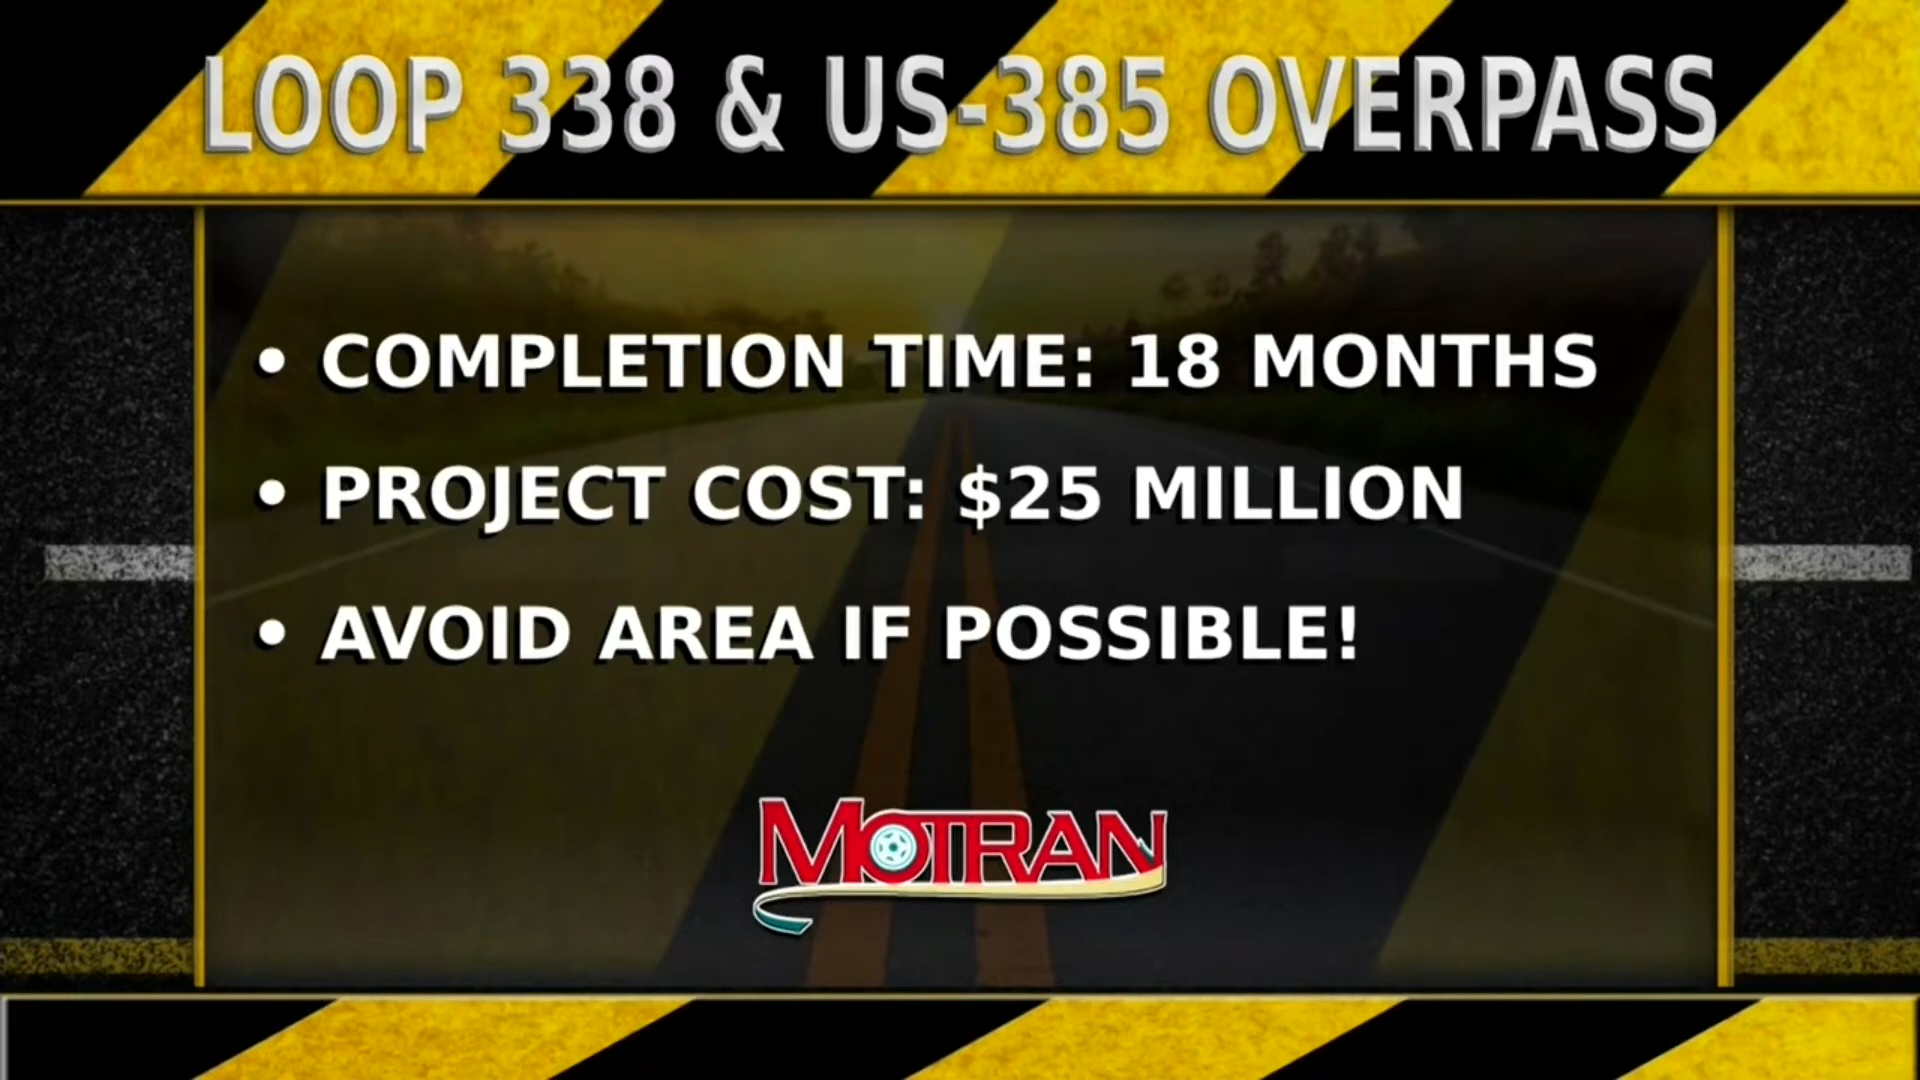 LOOP 338 & US-385 OVERPASS
• COMPLETION TIME: 18 MONTHS
• PROJECT COST: $25 MILLION
• AVOID AREA IF POSSIBLE!
MOTRAN